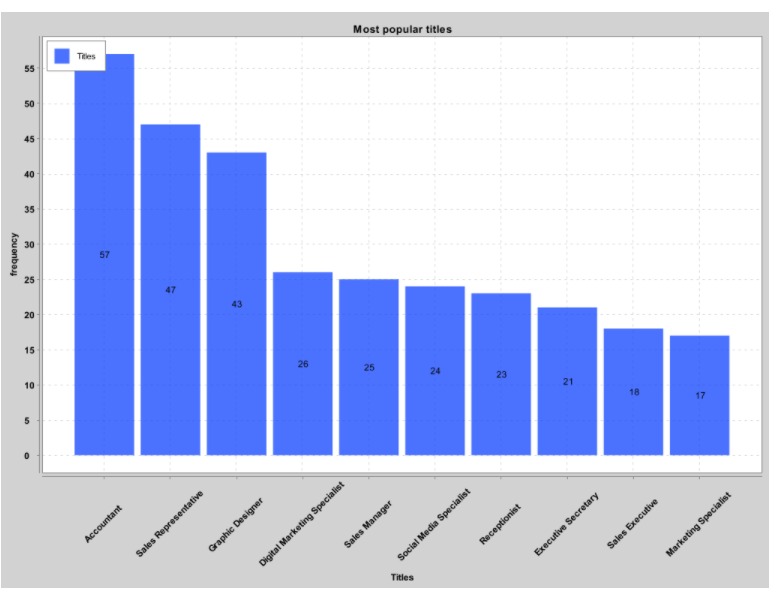 Most popular titles
Titles
frequency
55
50
45
40
35
30
25
20
15
10
5
0
57
47
43
26
25
24
23
21
18
17
Accountant
Sales Representative
Graphic Designer
Digital Marketing Specialist
Sales Manager
Social Media Specialist
Receptionist
Executive Secretary
Sales Executive
Marketing Specialist
Titles